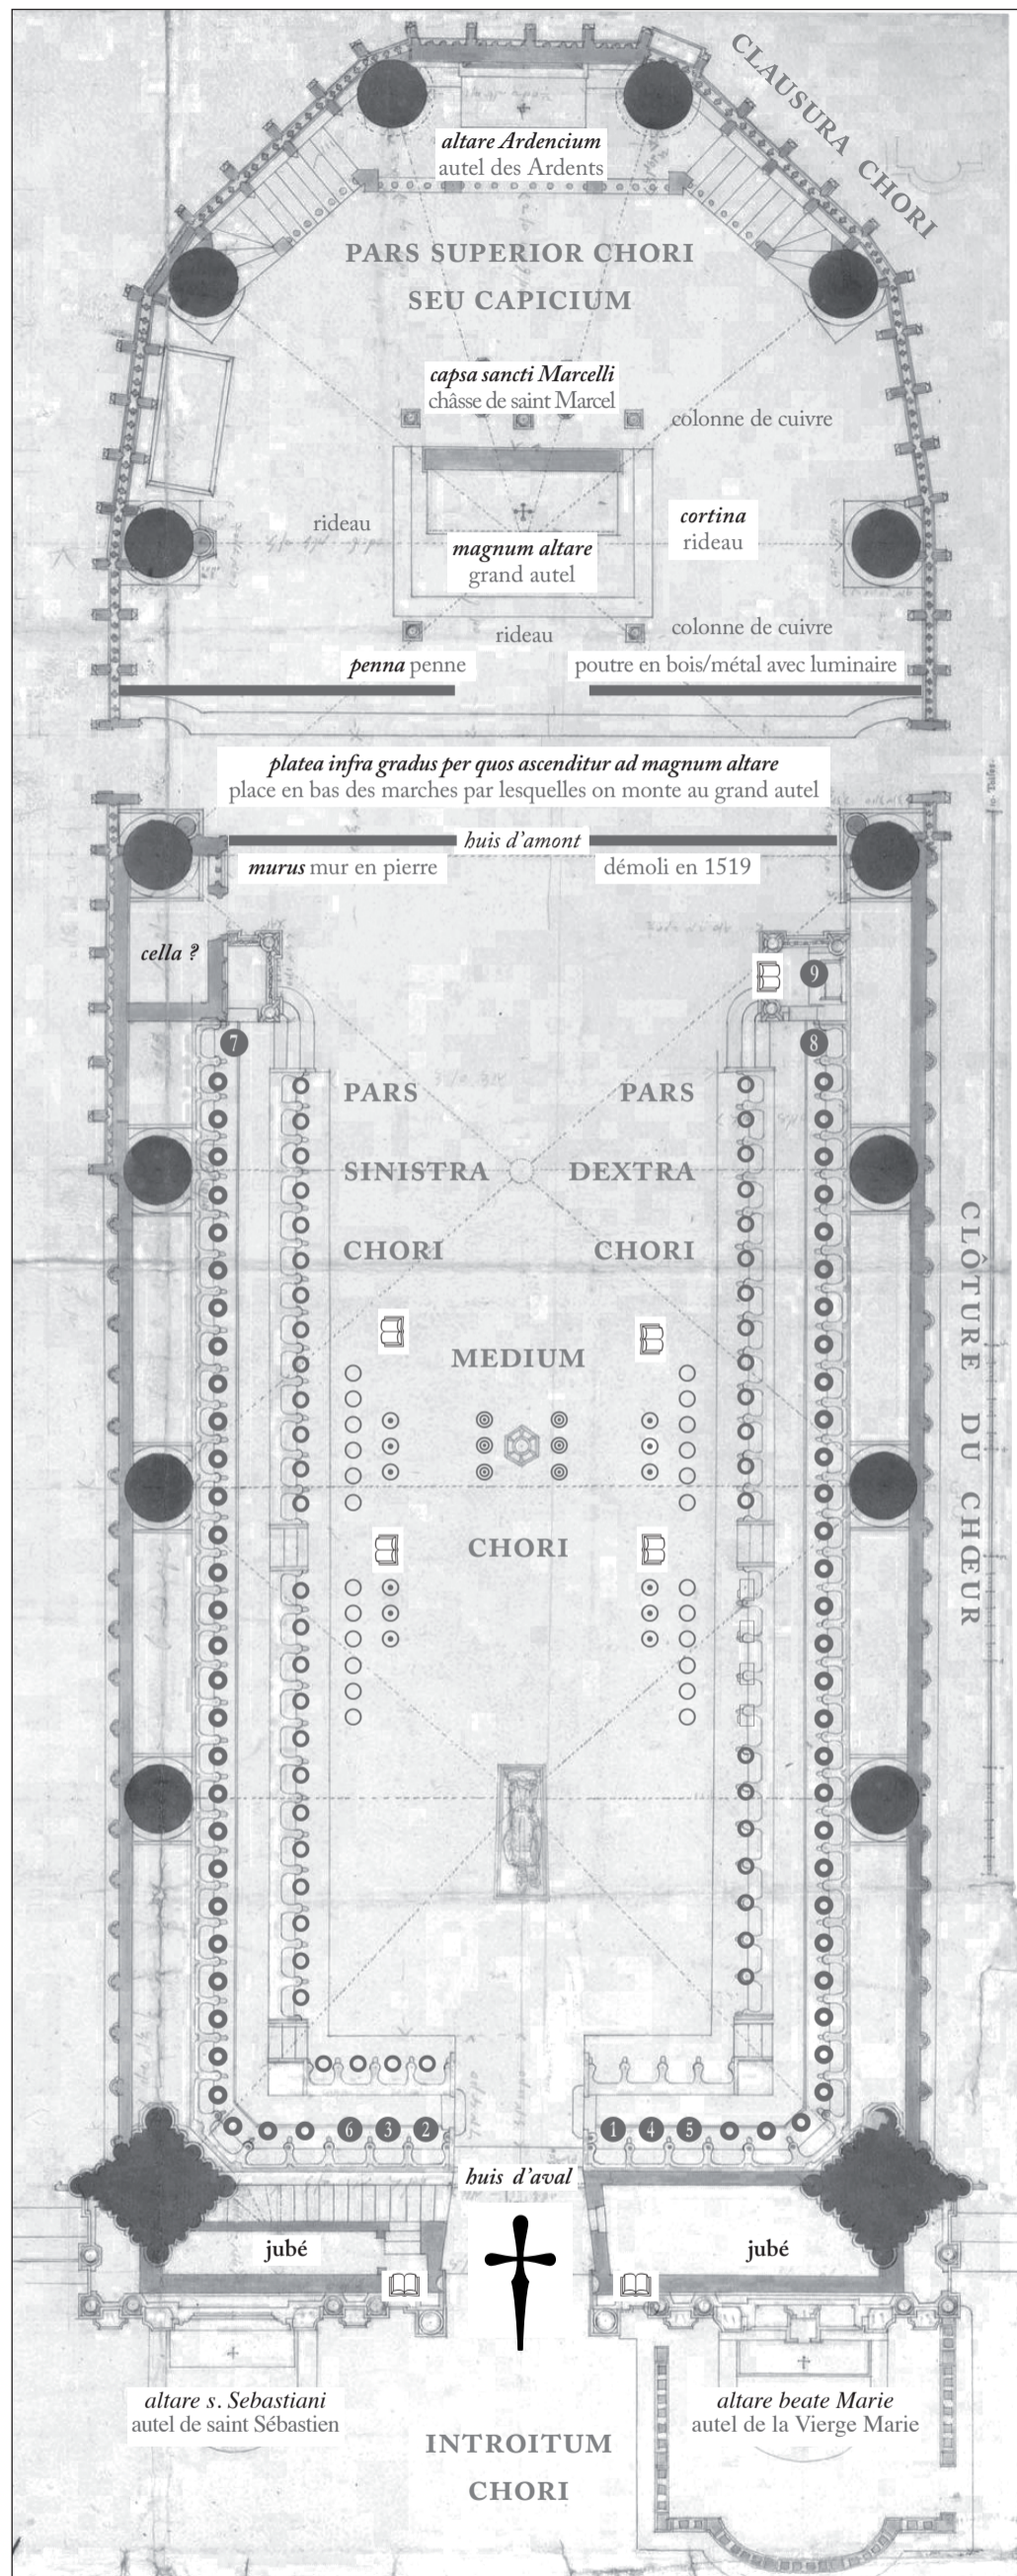 CLAUSURA CHORI
altare Ardencium
autel des Ardents
PARS SUPERIOR CHORI
SEU CAPICIUM
capsa sancti Marcelli
châsse de saint Marcel
colonne de cuivre
rideau
cortina
rideau
magnum altare
grand autel
rideau
colonne de cuivre
penna penne
poutre en bois/métal avec luminaire
platea infra gradus per quos ascenditur ad magnum altare
place en bas des marches par lesquelles on monte au grand autel
huis d'amont
murus mur en pierre
démoli en 1519
cella ?
9
7
8
PARS
PARS
SINISTRA
DEXTRA
CHORI
CHORI
CLÔTURE DU CHŒUR
MEDIUM
CHORI
6 3 2
1 4 5
huis d'aval
jubé
jubé
altare s. Sebastiani
autel de saint Sébastien
altare beate Marie
autel de la Vierge Marie
INTROITUM
CHORI